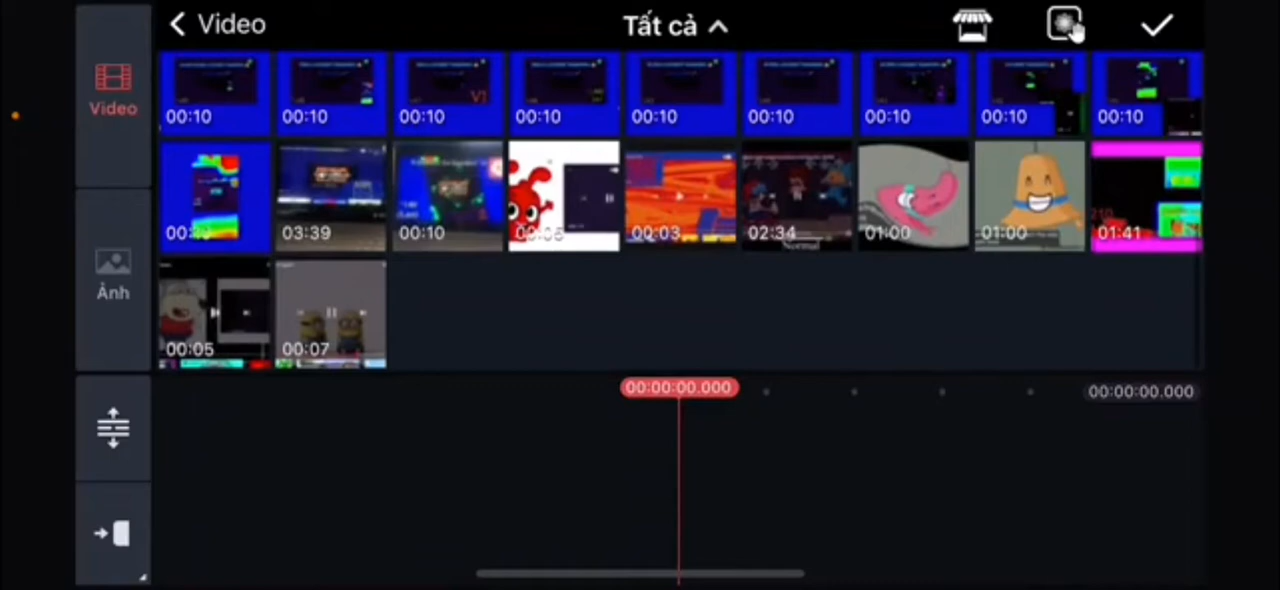 Video
Tất cả
Video
00:10 00:10 00:10 00:10 00:10 00:10 00:10 00:10 00:10
V1
03:39 00:10 00:03 02:34 01:00 01:00 01:41
Normal
Ảnh
00:05 00:07
00:00:00.000
00:00:00.000